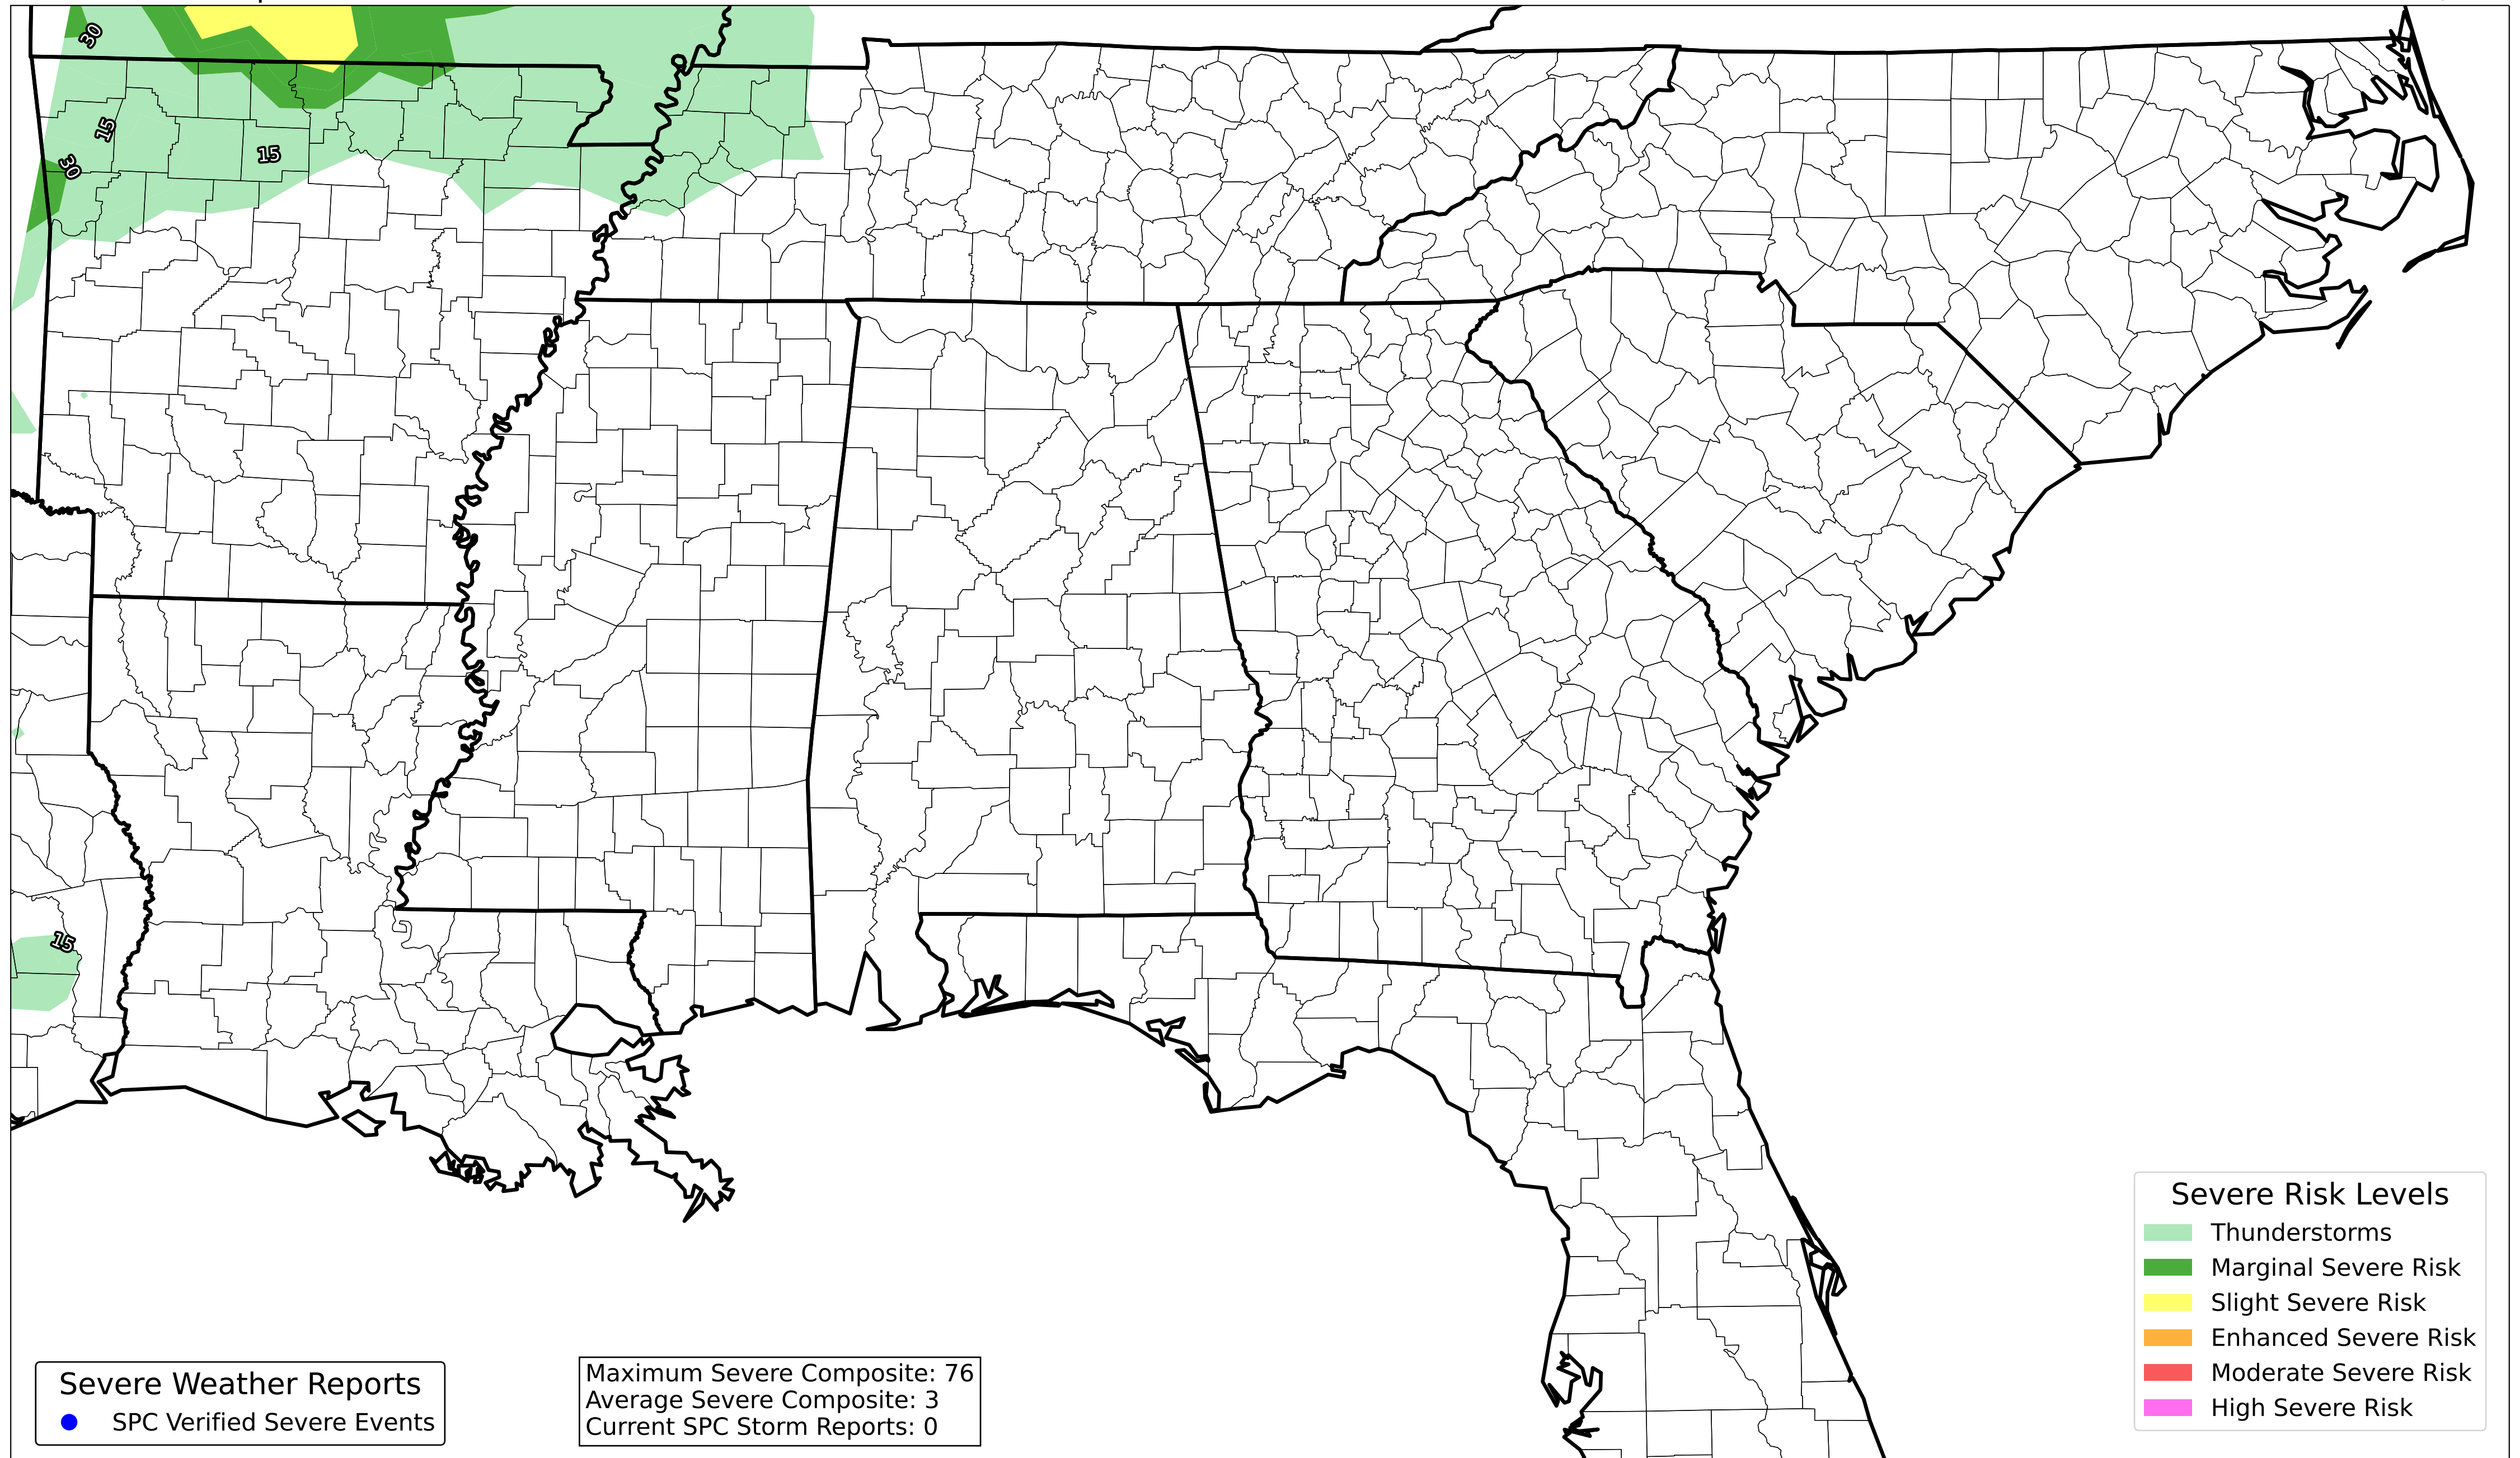 30
15
30
15
15
Severe Risk Levels
Thunderstorms
Marginal Severe Risk
Slight Severe Risk
Enhanced Severe Risk
Moderate Severe Risk
High Severe Risk
Severe Weather Reports
SPC Verified Severe Events
Maximum Severe Composite: 76
Average Severe Composite: 3
Current SPC Storm Reports: 0